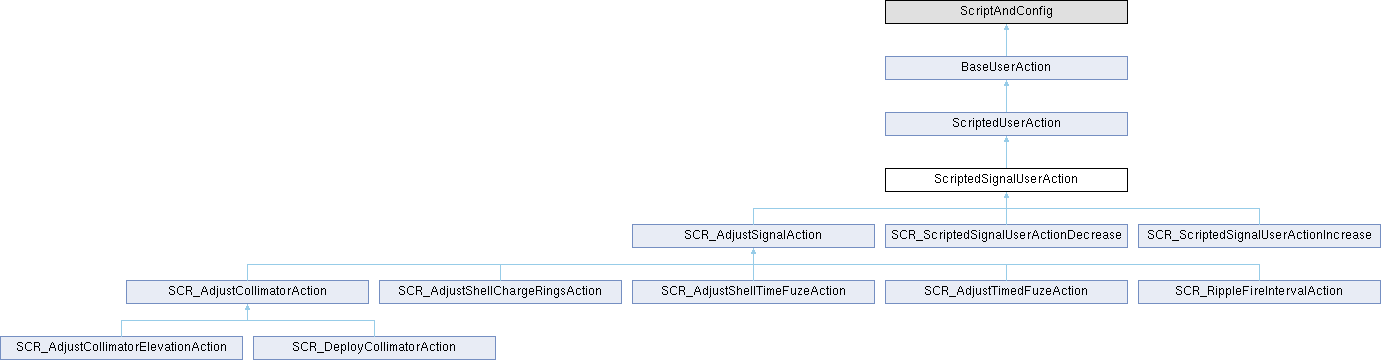 ScriptAndConfig
BaseUserAction
ScriptedUserAction
ScriptedSignalUserAction
SCR_AdjustSignalAction
SCR_ScriptedSignalUserActionDecrease
SCR_ScriptedSignalUserActionIncrease
SCR_AdjustCollimatorAction
SCR_AdjustShellChargeRingsAction
SCR_AdjustShellTimeFuzeAction
SCR_AdjustTimedFuzeAction
SCR_RippleFireIntervalAction
SCR_AdjustCollimatorElevationAction
SCR_DeployCollimatorAction